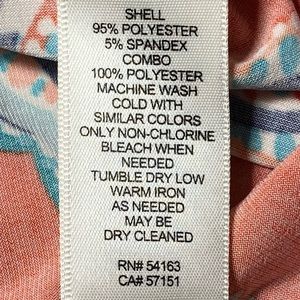 SHELL
95% POLYESTER
5% SPANDEX
COMBO
100% POLYESTER
MACHINE WASH
COLD WITH
SIMILAR COLORS
ONLY NON-CHLORINE
BLEACH WHEN
NEEDED
TUMBLE DRY LOW
WARM IRON
AS NEEDED
MAY BE
DRY CLEANED
RN# 54163
CA# 57151